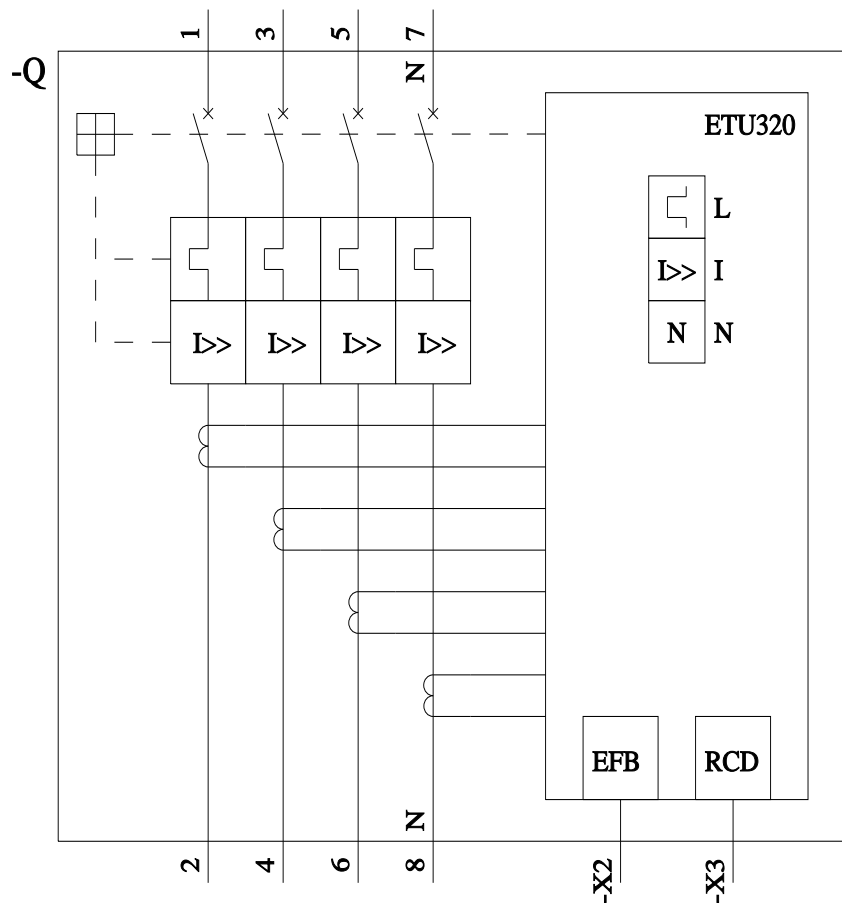 1 3 5 7
-Q
N
ETU320
L
I>> I
N N
I>> I>> I>> I>>
EFB RCD
N
2 4 6 8
-X2 -X3